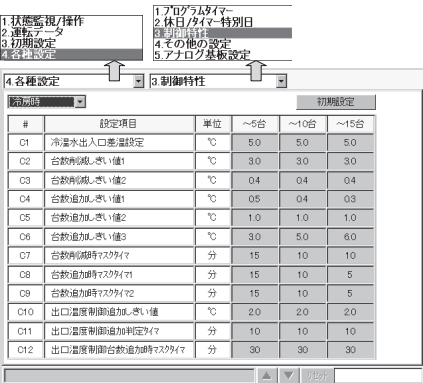 1.状態監視/操作
2.運転データ
3.初期設定
4.各種設定
1.プログラムタイマー
2.休日/タイマー特別日
3.制御特性
4.その他の設定
5.アナログ基板設定
4.各種設定 3.制御特性
冷房時 初期設定
# 設定項目 単位 ～5台 ～10台 ～15台
C1 冷温水出入口差温設定 ℃ 5.0 5.0 5.0
C2 台数削減しきい値1 ℃ 3.0 3.0 3.0
C3 台数削減しきい値2 ℃ 0.4 0.4 0.4
C4 台数追加しきい値1 ℃ 0.5 0.4 0.3
C5 台数追加しきい値2 ℃ 1.0 1.0 1.0
C6 台数追加しきい値3 ℃ 3.0 5.0 6.0
C7 台数削減時マスクタイマ 分 15 10 10
C8 台数追加時マスクタイマ1 分 15 10 5
C9 台数追加時マスクタイマ2 分 15 10 5
C10 出口温度制御追加しきい値 ℃ 2.0 2.0 2.0
C11 出口温度制御追加判定タイマ 分 10 10 10
C12 出口温度制御台数追加時マスクタイマ 分 30 30 30
リセット